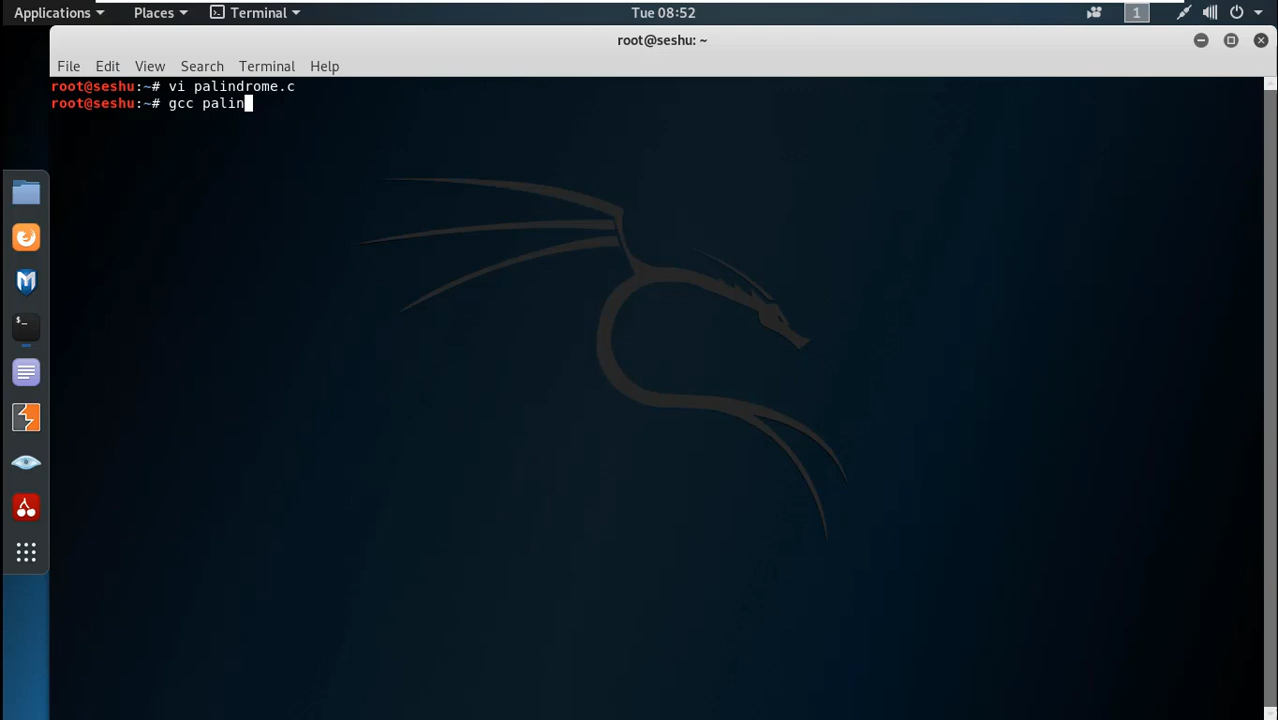 Applications Places Terminal Tue 08:52 1
root@seshu: ~
File Edit View Search Terminal Help
root@seshu:~# vi palindrome.c
root@seshu:~# gcc palin
$_